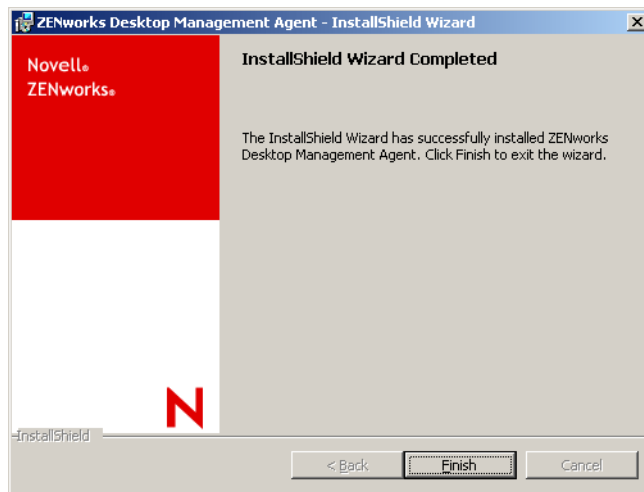 ZENworks Desktop Management Agent - InstallShield Wizard
Novell®
ZENworks®
InstallShield Wizard Completed
The InstallShield Wizard has successfully installed ZENworks
Desktop Management Agent. Click Finish to exit the wizard.
N
InstallShield
< Back
Finish
Cancel